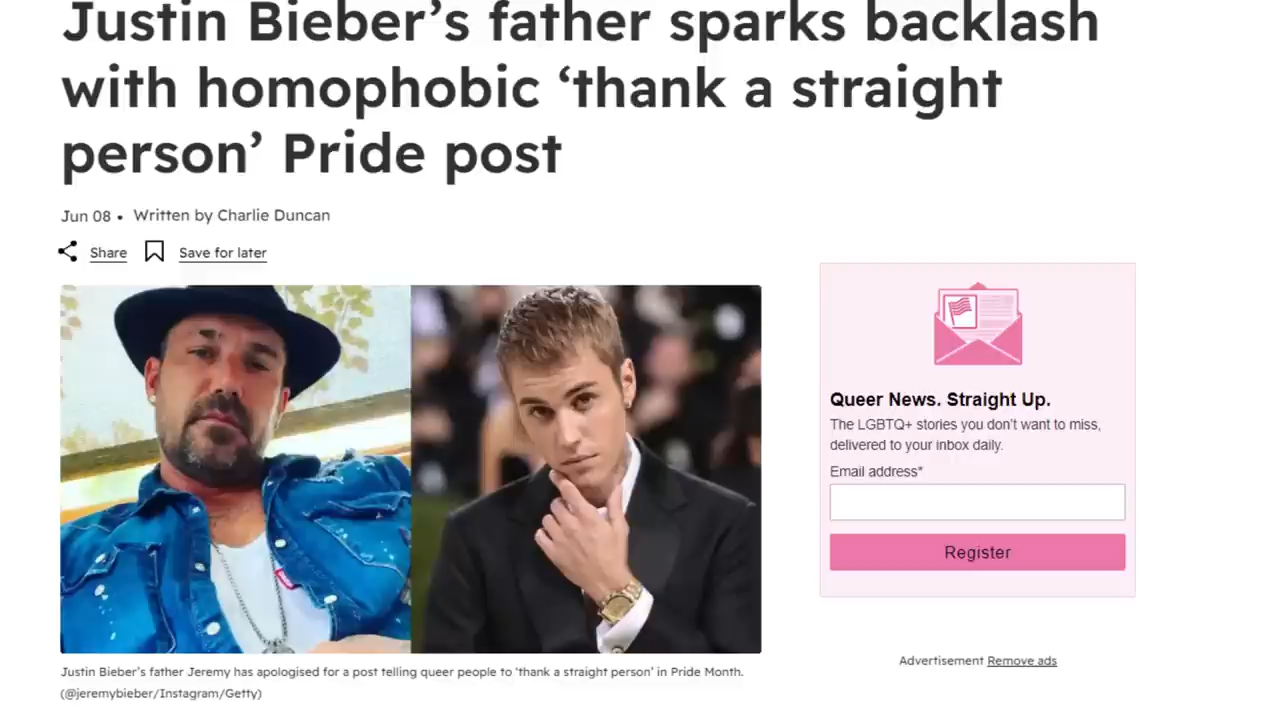 Justin Bieber’s father sparks backlash
with homophobic ‘thank a straight
person’ Pride post
Jun 08 • Written by Charlie Duncan
Share Save for later
Queer News. Straight Up.
The LGBTQ+ stories you don’t want to miss,
delivered to your inbox daily.
Email address*
Register
Justin Bieber’s father Jeremy has apologised for a post telling queer people to ‘thank a straight person’ in Pride Month.
(@jeremybieber/Instagram/Getty)
Advertisement Remove ads